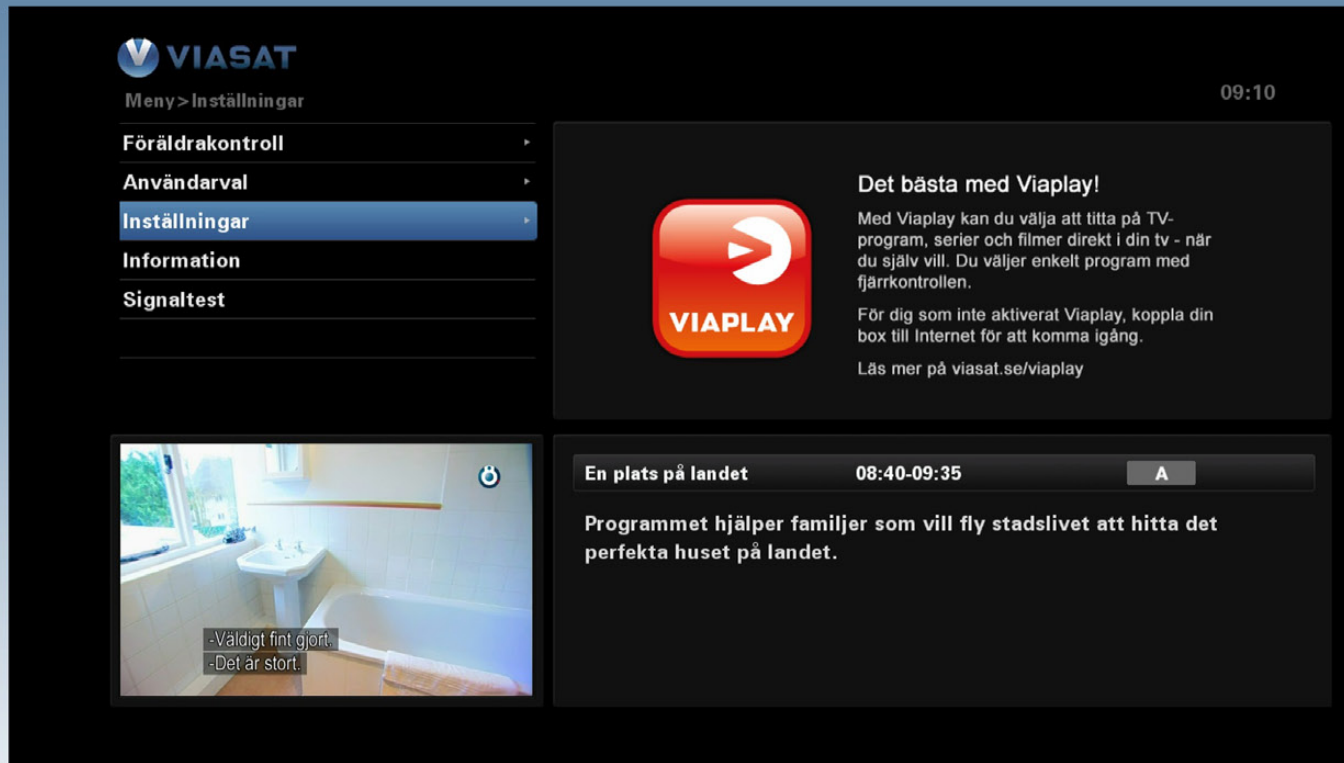 VIASAT
Meny>Inställningar
09:10
Föräldrakontroll
Användarval
Inställningar
Information
Signaltest
VIAPLAY
Det bästa med Viaplay!
Med Viaplay kan du välja att titta på TV-
program, serier och filmer direkt i din tv - när
du själv vill. Du väljer enkelt program med
fjärrkontrollen.
För dig som inte aktiverat Viaplay, koppla din
box till Internet för att komma igång.
Läs mer på viasat.se/viaplay
-Väldigt fint gjort.
-Det är stort.
En plats på landet 08:40-09:35 A
Programmet hjälper familjer som vill fly stadslivet att hitta det
perfekta huset på landet.